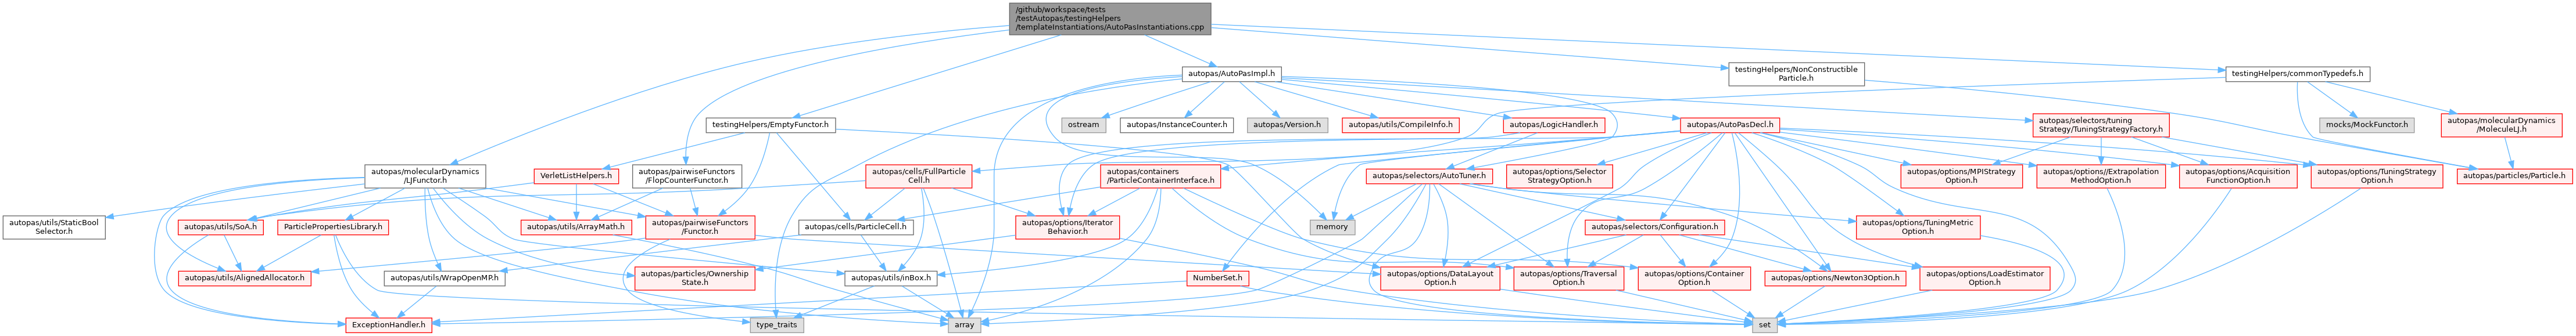 /github/workspace/tests
/testAutopas/testingHelpers
/templateInstantiations/AutoPasInstantiations.cpp
autopas/AutoPasImpl.h
testingHelpers/NonConstructible
Particle.h
testingHelpers/commonTypedefs.h
testingHelpers/EmptyFunctor.h
ostream
autopas/InstanceCounter.h
autopas/Version.h
autopas/utils/CompileInfo.h
autopas/LogicHandler.h
autopas/AutoPasDecl.h
autopas/selectors/tuning
Strategy/TuningStrategyFactory.h
mocks/MockFunctor.h
autopas/molecularDynamics
/MoleculeLJ.h
autopas/molecularDynamics
/LJFunctor.h
VerletListHelpers.h
autopas/pairwiseFunctors
/FlopCounterFunctor.h
autopas/cells/FullParticle
Cell.h
autopas/containers
/ParticleContainerInterface.h
autopas/selectors/AutoTuner.h
autopas/options/Selector
StrategyOption.h
autopas/options/MPIStrategy
Option.h
autopas/options//Extrapolation
MethodOption.h
autopas/options/Acquisition
FunctionOption.h
autopas/options/TuningStrategy
Option.h
autopas/particles/Particle.h
autopas/utils/StaticBool
Selector.h
autopas/utils/SoA.h
ParticlePropertiesLibrary.h
autopas/utils/ArrayMath.h
autopas/pairwiseFunctors
/Functor.h
autopas/cells/ParticleCell.h
autopas/options/Iterator
Behavior.h
memory
autopas/selectors/Configuration.h
autopas/options/TuningMetric
Option.h
autopas/utils/AlignedAllocator.h
autopas/utils/WrapOpenMP.h
autopas/particles/Ownership
State.h
autopas/utils/inBox.h
NumberSet.h
autopas/options/DataLayout
Option.h
autopas/options/Traversal
Option.h
autopas/options/Container
Option.h
autopas/options/Newton3Option.h
autopas/options/LoadEstimator
Option.h
ExceptionHandler.h
type_traits
array
set